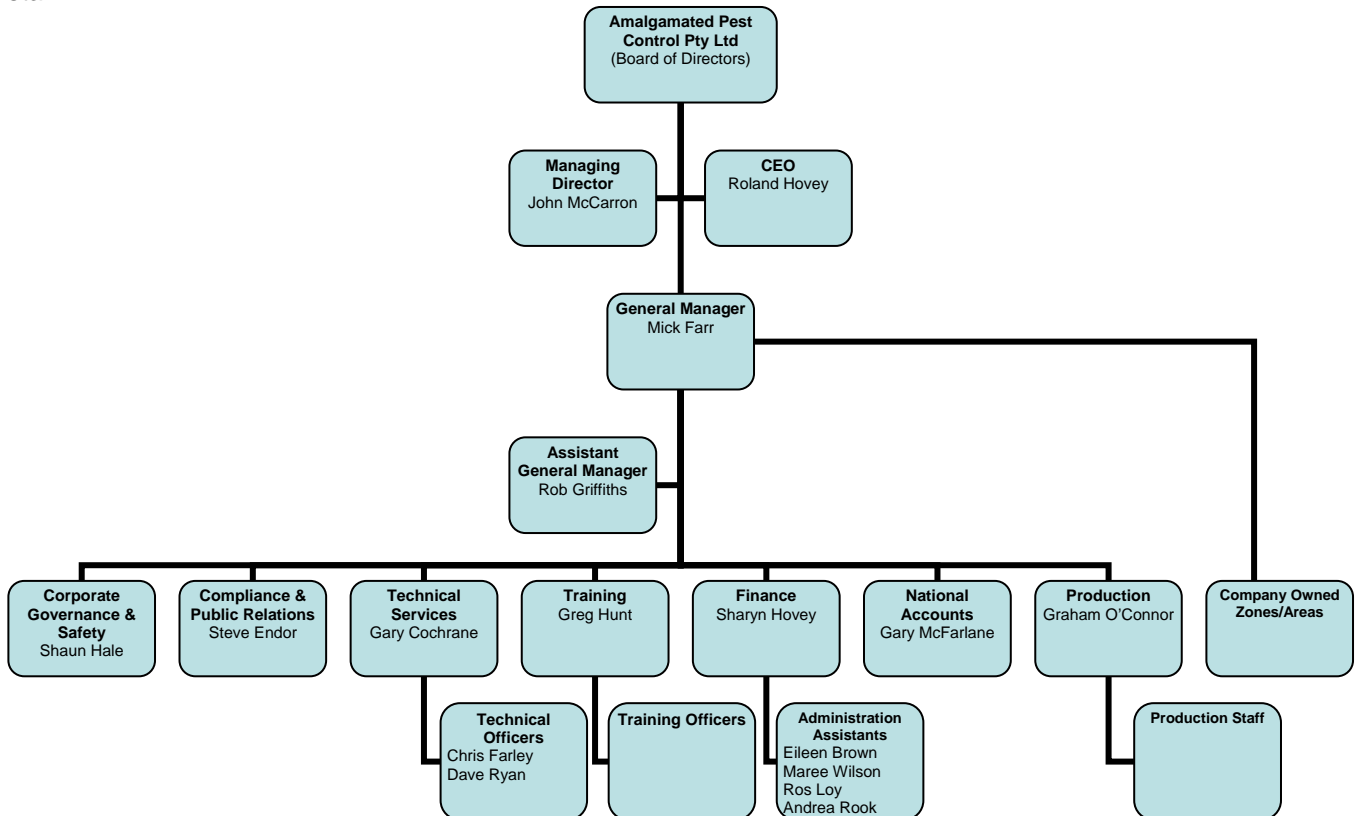 Amalgamated Pest
Control Pty Ltd
(Board of Directors)
Managing
Director
John McCarron
CEO
Roland Hovey
General Manager
Mick Farr
Assistant
General Manager
Rob Griffiths
Corporate
Governance &
Safety
Shaun Hale
Compliance &
Public Relations
Steve Endor
Technical
Services
Gary Cochrane
Training
Greg Hunt
Finance
Sharyn Hovey
National
Accounts
Gary McFarlane
Production
Graham O’Connor
Company Owned
Zones/Areas
Technical
Officers
Chris Farley
Dave Ryan
Training Officers
Administration
Assistants
Eileen Brown
Maree Wilson
Ros Loy
Andrea Rook
Production Staff